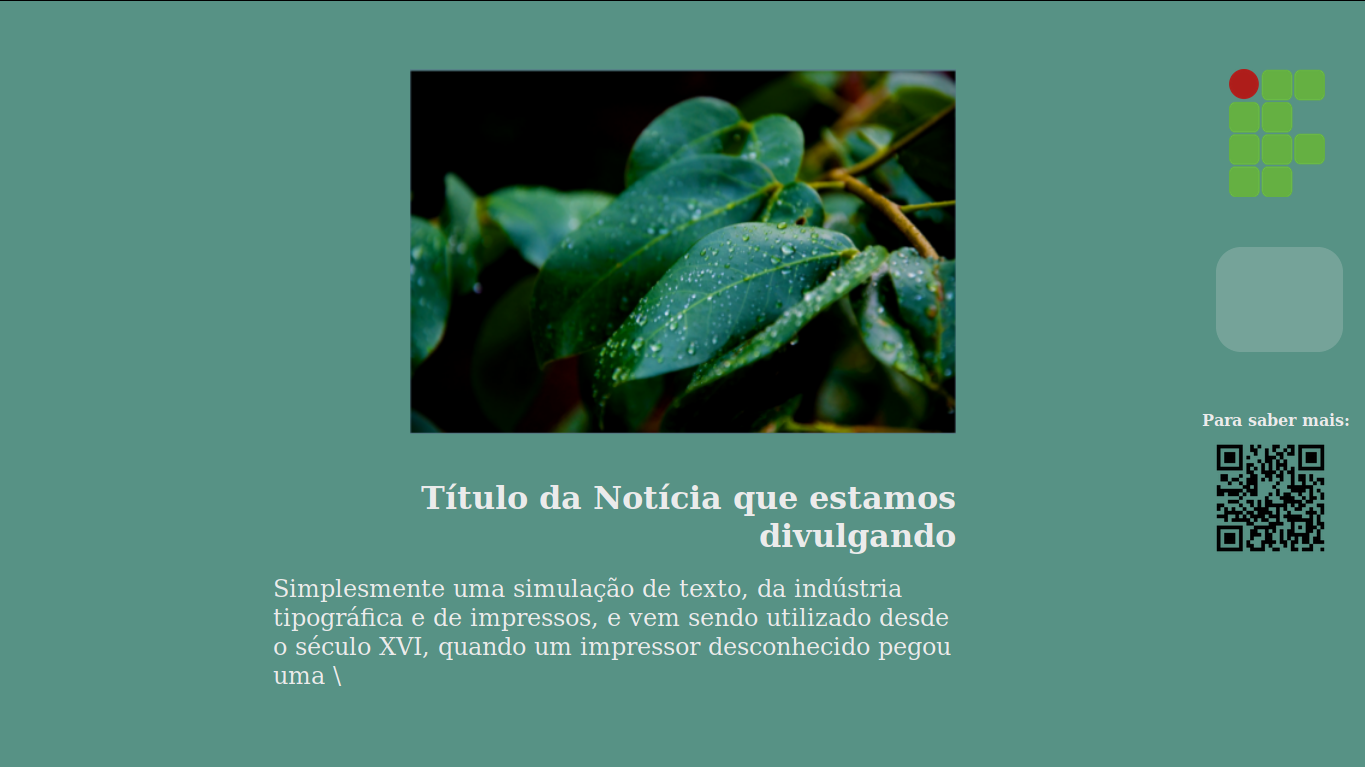 Título da Notícia que estamos
divulgando
Simplesmente uma simulação de texto, da indústria
tipográfica e de impressos, e vem sendo utilizado desde
o século XVI, quando um impressor desconhecido pegou
uma \
Para saber mais: